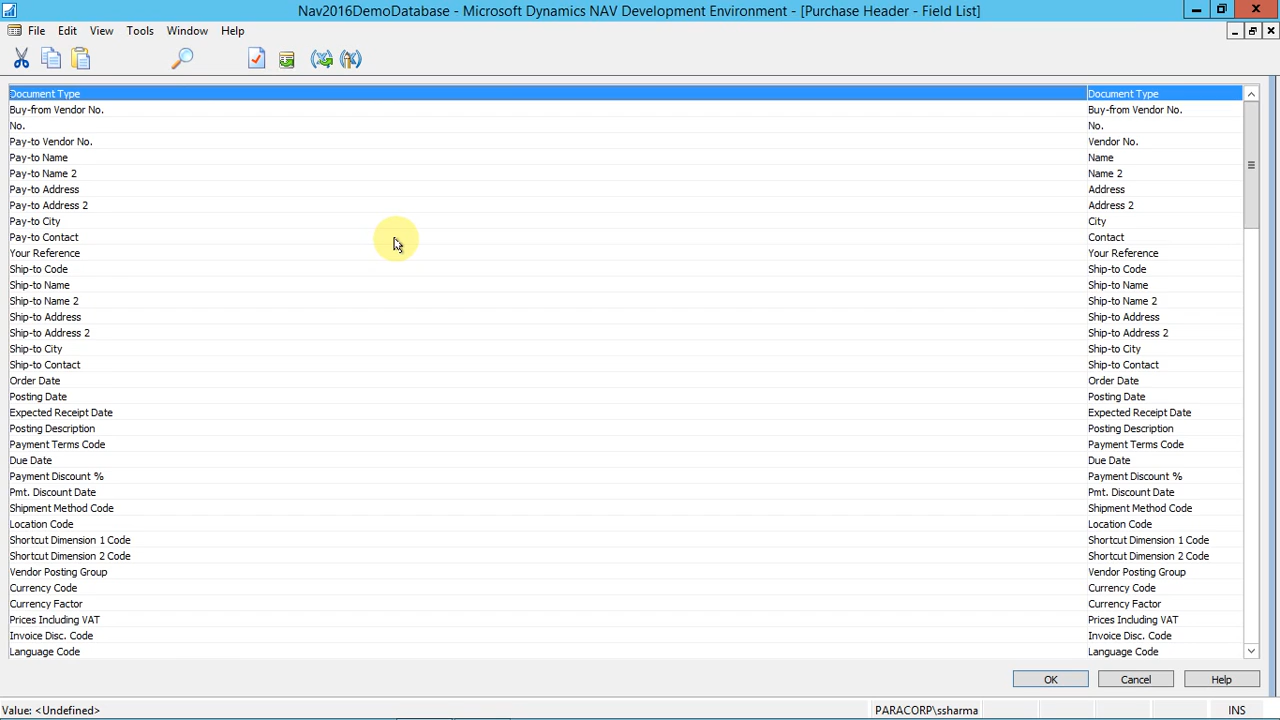 Nav2016DemoDatabase - Microsoft Dynamics NAV Development Environment - [Purchase Header - Field List]
File Edit View Tools Window Help
Document Type Document Type
Buy-from Vendor No. Buy-from Vendor No.
No. No.
Pay-to Vendor No. Vendor No.
Pay-to Name Name
Pay-to Name 2 Name 2
Pay-to Address Address
Pay-to Address 2 Address 2
Pay-to City City
Pay-to Contact Contact
Your Reference Your Reference
Ship-to Code Ship-to Code
Ship-to Name Ship-to Name
Ship-to Name 2 Ship-to Name 2
Ship-to Address Ship-to Address
Ship-to Address 2 Ship-to Address 2
Ship-to City Ship-to City
Ship-to Contact Ship-to Contact
Order Date Order Date
Posting Date Posting Date
Expected Receipt Date Expected Receipt Date
Posting Description Posting Description
Payment Terms Code Payment Terms Code
Due Date Due Date
Payment Discount % Payment Discount %
Pmt. Discount Date Pmt. Discount Date
Shipment Method Code Shipment Method Code
Location Code Location Code
Shortcut Dimension 1 Code Shortcut Dimension 1 Code
Shortcut Dimension 2 Code Shortcut Dimension 2 Code
Vendor Posting Group Vendor Posting Group
Currency Code Currency Code
Currency Factor Currency Factor
Prices Including VAT Prices Including VAT
Invoice Disc. Code Invoice Disc. Code
Language Code Language Code
OK Cancel Help
Value: <Undefined> PARACORP\ssharma INS